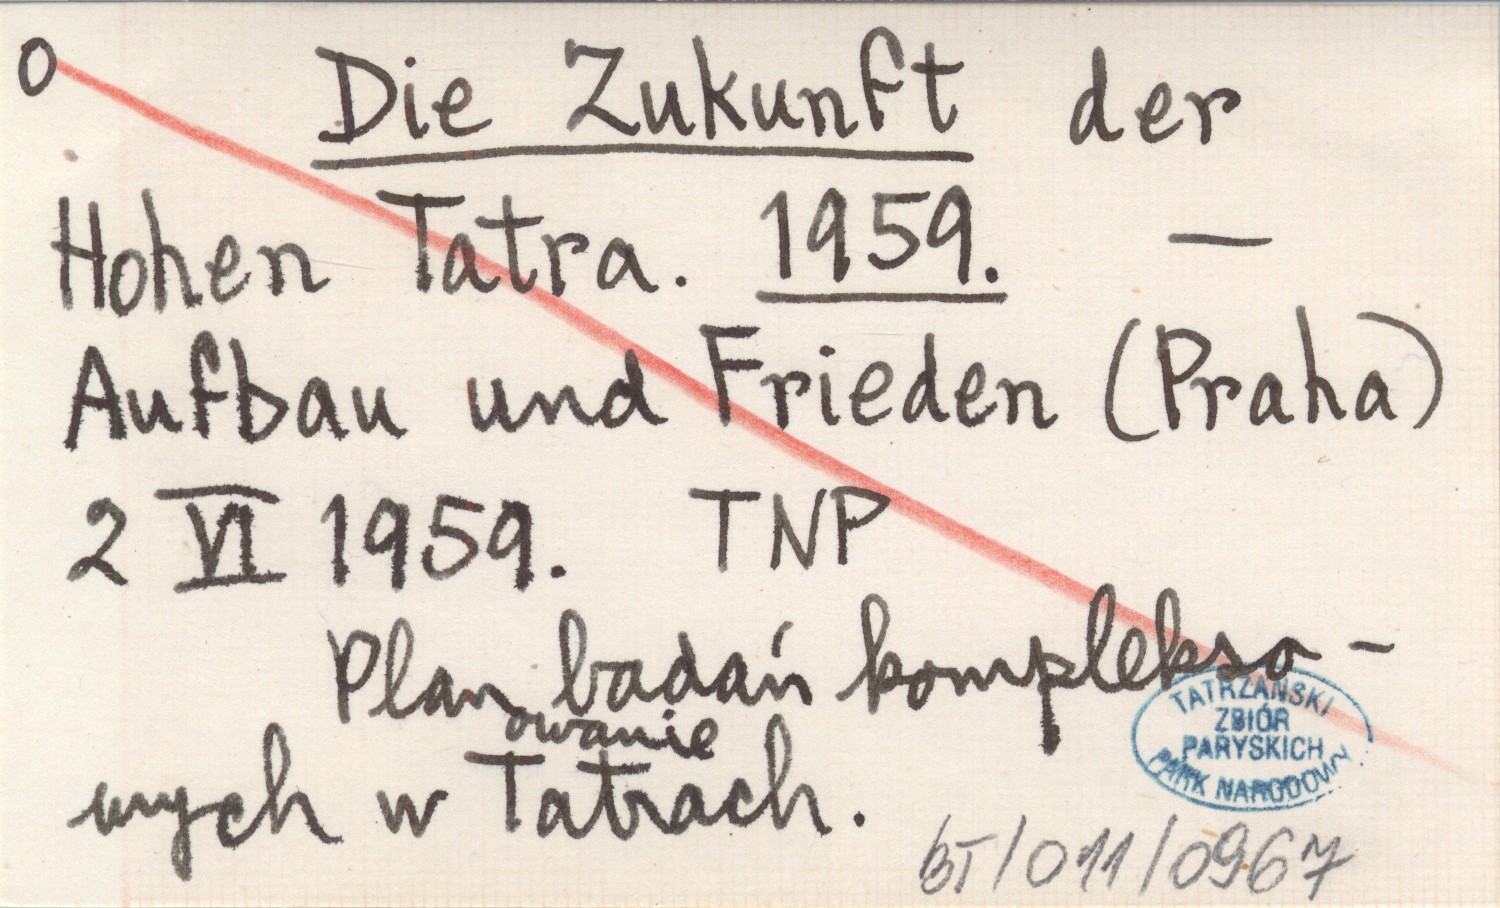 0 Die Zukunft der
Hohen Tatra. 1959. —
Aufbau und Frieden (Praha)
2 VI 1959. TNP
Plan badań komplekso-
owanie
wych w Tatrach.
TATRZAŃSKI
ZBIÓR
PARYSKICH
PARK NARODOWY
BT/011/0967